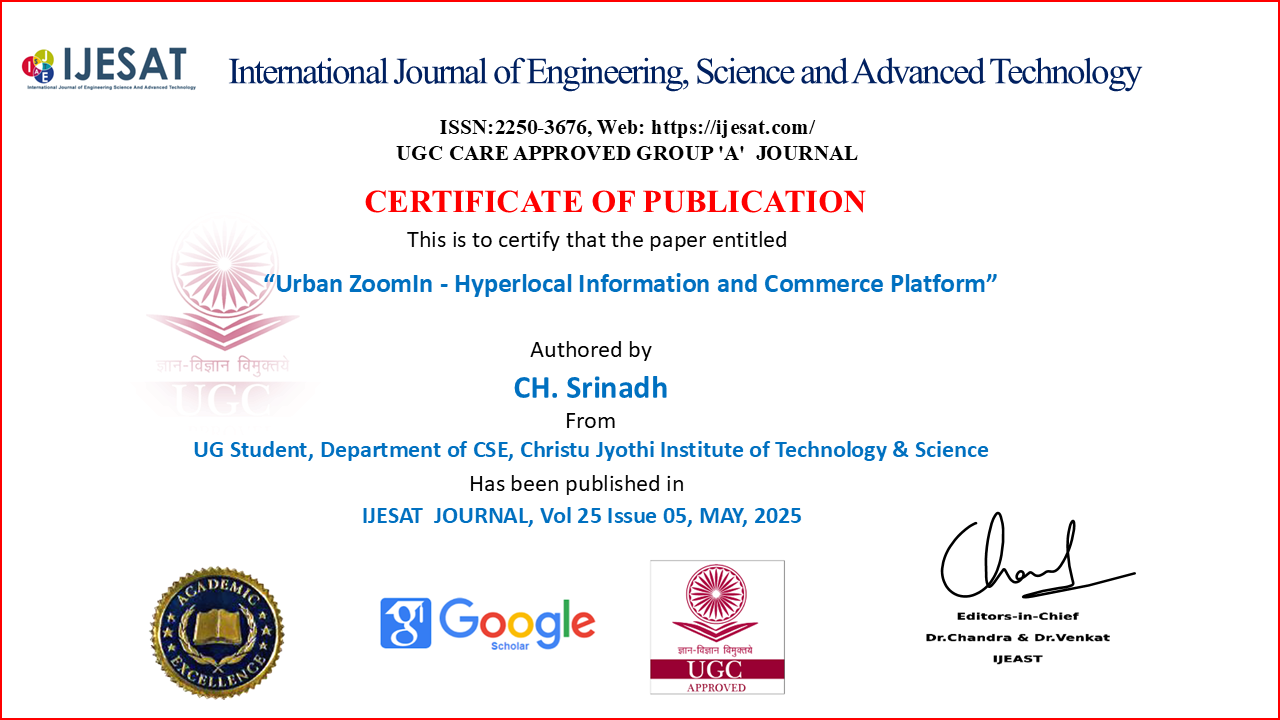 IJESAT
International Journal of Engineering Science And Advanced Technology
International Journal of Engineering, Science and Advanced Technology
ISSN:2250-3676, Web: https://ijesat.com/
UGC CARE APPROVED GROUP 'A' JOURNAL
CERTIFICATE OF PUBLICATION
This is to certify that the paper entitled
“Urban ZoomIn - Hyperlocal Information and Commerce Platform”
ज्ञान-विज्ञान विमुक्तये
UGC
Authored by
CH. Srinadh
From
UG Student, Department of CSE, Christu Jyothi Institute of Technology & Science
Has been published in
IJESAT JOURNAL, Vol 25 Issue 05, MAY, 2025
ACADEMIC
EXCELLENCE
g
Google
Scholar
ज्ञान-विज्ञान विमुक्तये
UGC
APPROVED
Editors-in-Chief
Dr.Chandra & Dr.Venkat
IJEAST